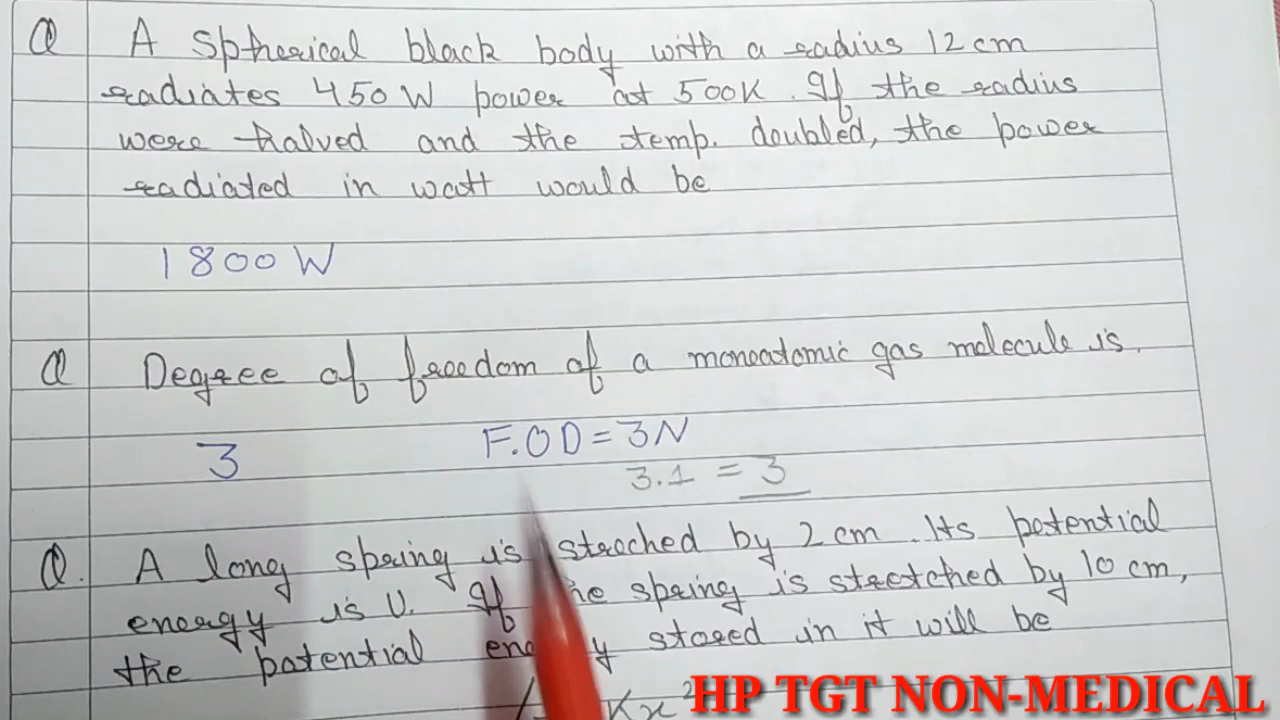 Q A Spherical black body with a radius 12 cm
radiates 450 W power at 500K. If the radius
were halved and the temp. doubled, the power
radiated in watt would be
1800 W
Q Degree of freedom of a monoatomic gas molecule is.
3 F.OD = 3N
3.1 = 3
Q. A long spring is streched by 2 cm. Its potential
energy is U. If the spring is stretched by 10 cm,
the potential energy stored in it will be
Kx²
HP TGT NON-MEDICAL